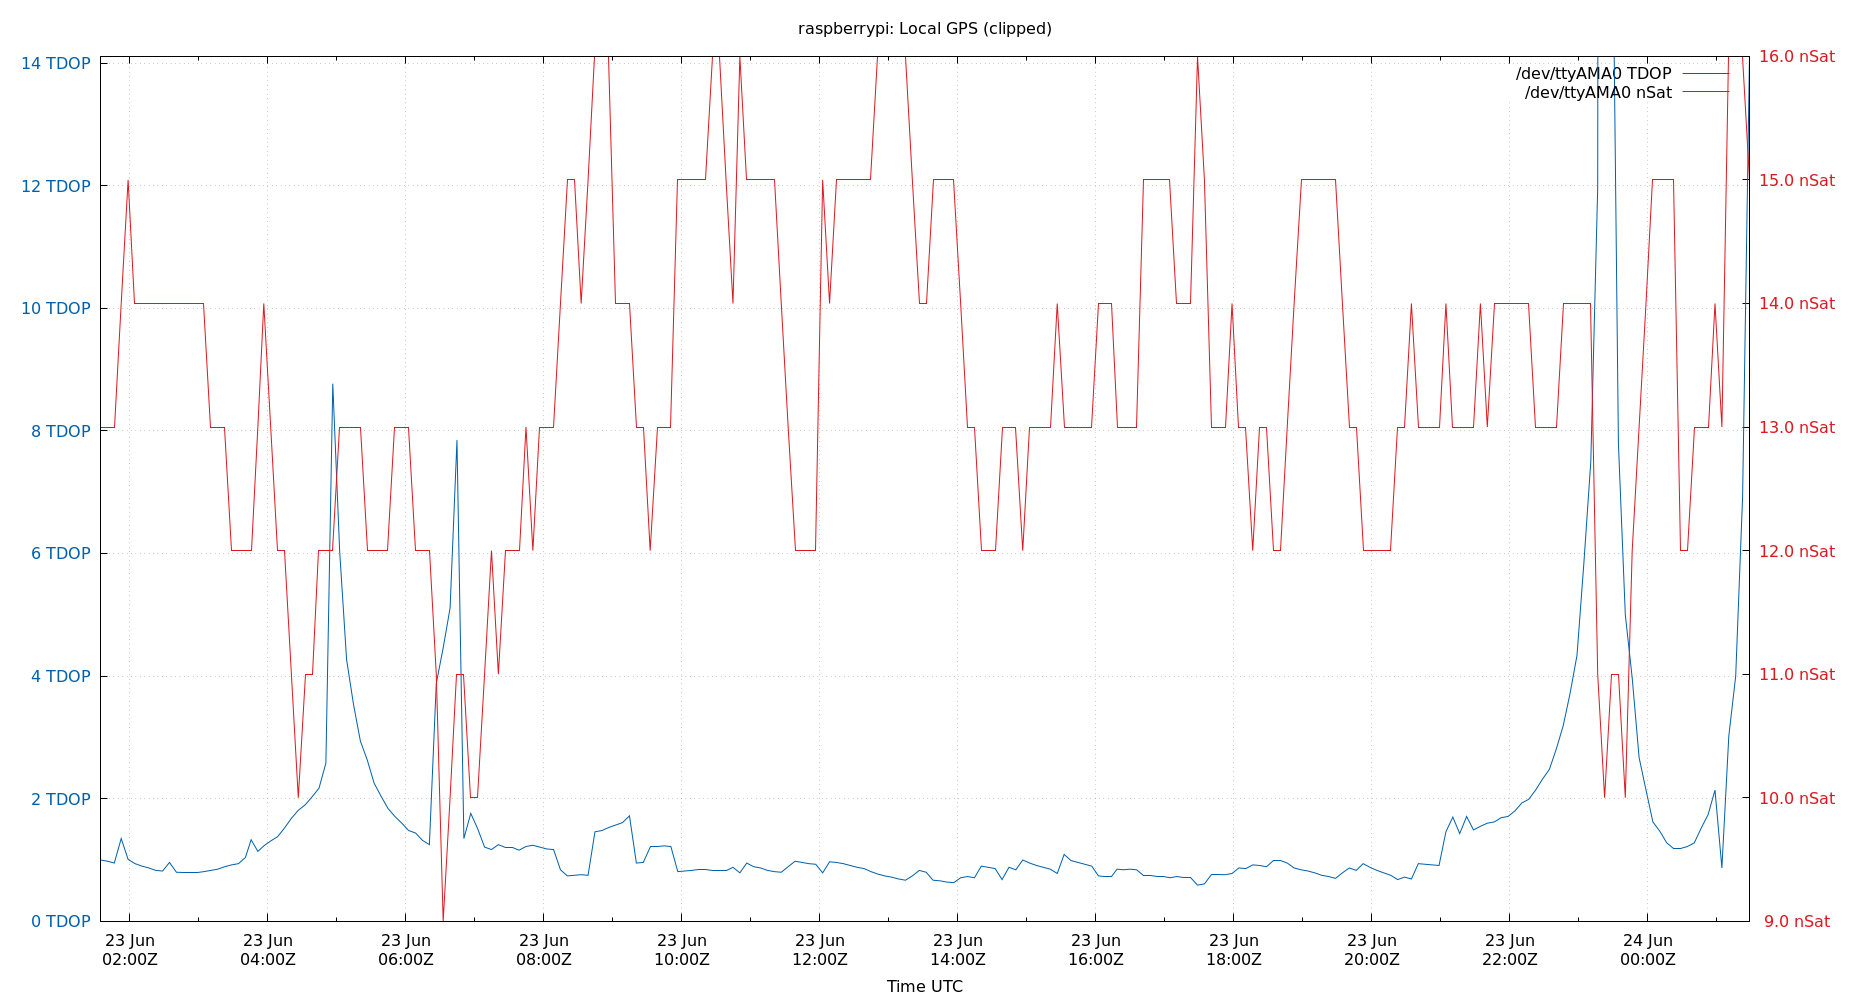 raspberrypi: Local GPS (clipped)
14 TDOP
12 TDOP
10 TDOP
8 TDOP
6 TDOP
4 TDOP
2 TDOP
0 TDOP
/dev/ttyAMA0 TDOP
/dev/ttyAMA0 nSat
16.0 nSat
15.0 nSat
14.0 nSat
13.0 nSat
12.0 nSat
11.0 nSat
10.0 nSat
9.0 nSat
23 Jun 23 Jun 23 Jun 23 Jun 23 Jun 23 Jun 23 Jun 23 Jun 23 Jun 23 Jun 23 Jun 24 Jun
02:00Z 04:00Z 06:00Z 08:00Z 10:00Z 12:00Z 14:00Z 16:00Z 18:00Z 20:00Z 22:00Z 00:00Z
Time UTC